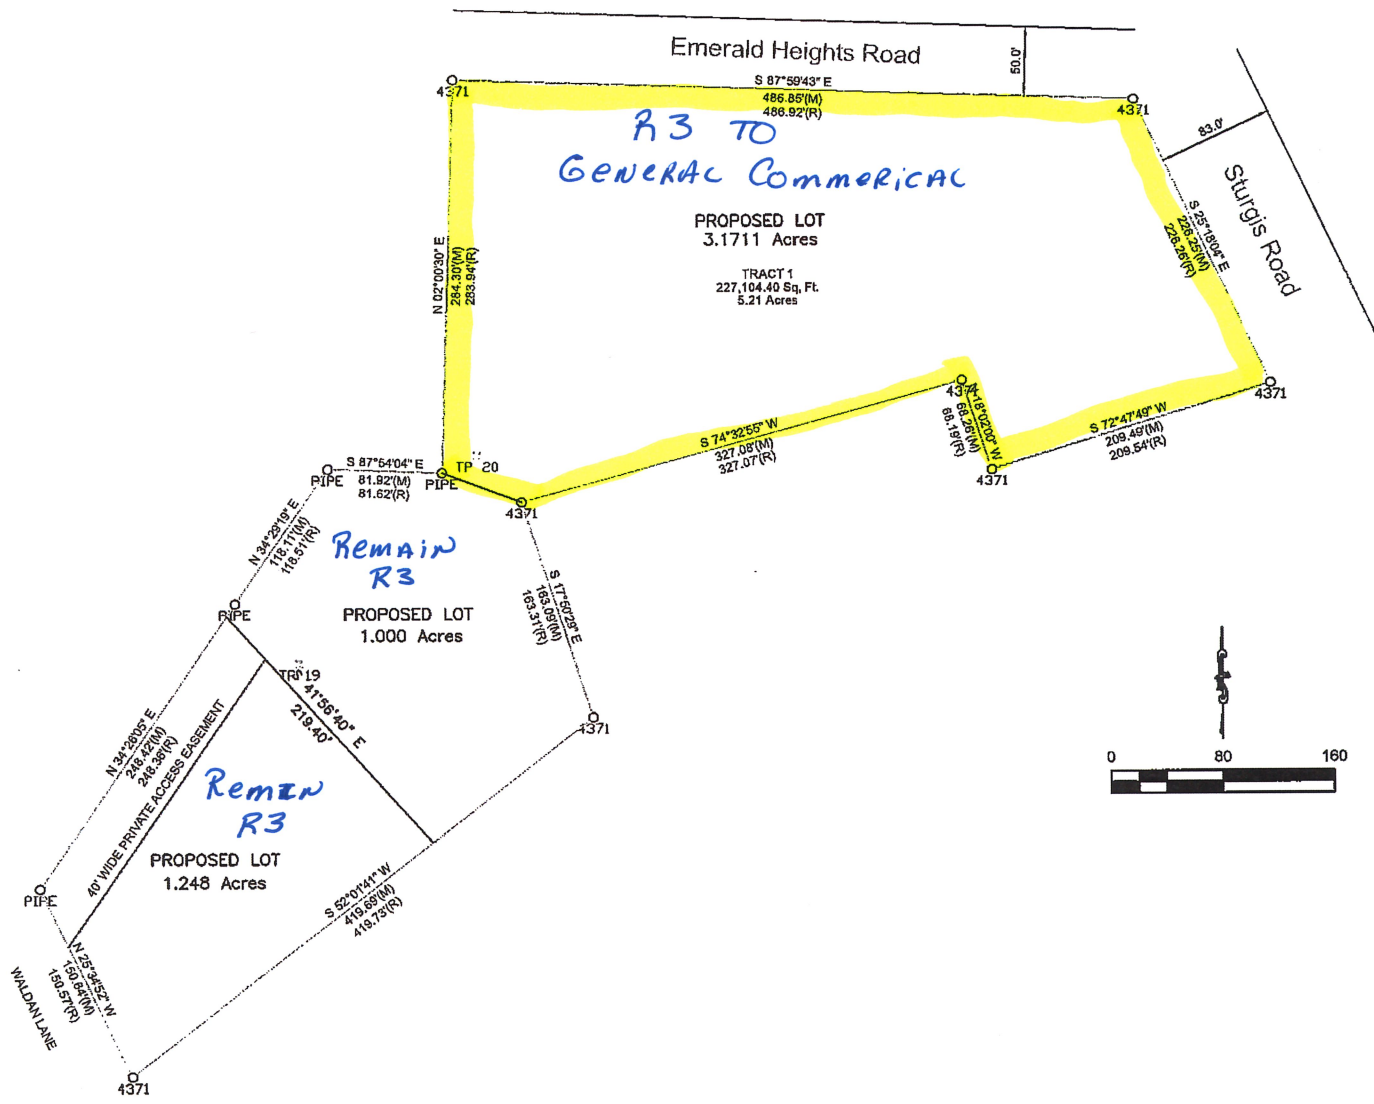 Emerald Heights Road
50.0'
S 87°59'43" E
486.85'(M)
486.92'(R)
4371
4371
R3 TO
GENERAL COMMERICAL
83.0'
Sturgis Road
PROPOSED LOT
3.1711 Acres
TRACT 1
227,104.40 Sq. Ft.
5.21 Acres
N 02°00'30" E
284.30'(M)
283.94'(R)
S 25°18'04" E
226.25'(M)
226.26'(R)
4371
4371
N 18°02'00" W
68.26'(M)
68.19'(R)
S 72°47'49" W
209.49'(M)
209.54'(R)
4371
S 74°32'55" W
327.08'(M)
327.07'(R)
S 87°54'04" E
81.92'(M)
81.62'(R)
TP 20
PIPE
PIPE
4371
N 34°29'19" E
118.11'(M)
118.51'(R)
Remain
R3
PROPOSED LOT
1.000 Acres
S 17°50'29" E
163.09'(M)
163.31'(R)
PIPE
19
41°56'40" E
219.40'
4371
N 34°26'05" E
248.42'(M)
248.36'(R)
40' WIDE PRIVATE ACCESS EASEMENT
Remin
R3
PROPOSED LOT
1.248 Acres
S 52°01'41" W
419.69'(M)
419.73'(R)
PIPE
N 25°34'52" W
150.64'(M)
150.57'(R)
WALDAN LANE
4371
0 80 160